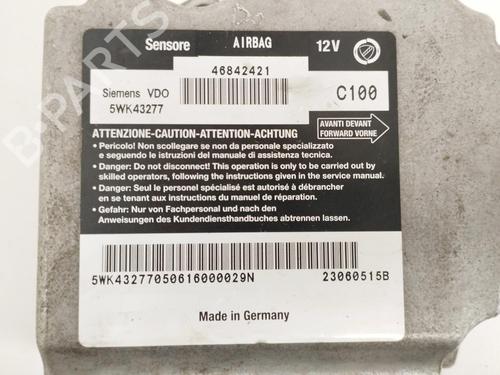 Sensore AIRBAG 12V
46842421
Siemens VDO
5WK43277
C100
AVANTI DEVANT
FORWARD VORNE
ATTENZIONE-CAUTION-ATTENTION-ACHTUNG
• Pericolo! Non scollegare se non da personale specializzato
e seguendo le istruzioni del manuale di assistenza tecnica.
• Danger: Do not disconnect! This operation is only to be carried out by
skilled operators, following the instructions given in the service manual.
• Danger: Seul le personel spécialisé est autorisé à débrancher
en se tenant aux instructions du manuel de réparation.
• Gefahr: Nur von Fachpersonal und nach den
Anweisungen des Kundendiensthandbuches abtrennen lassen.
5WK43277050616000029N 23060515B
Made in Germany
B-PARTS